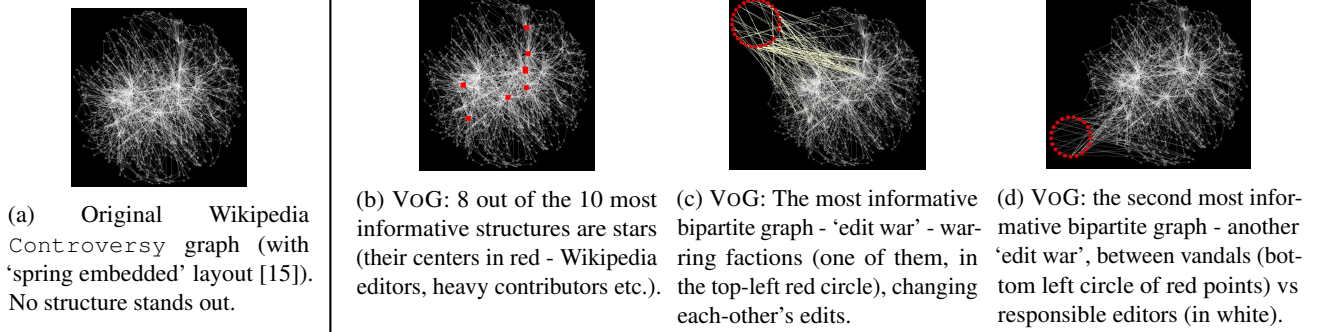 (a) Original Wikipedia
Controversy graph (with
‘spring embedded’ layout [15]).
No structure stands out.
(b) VOG: 8 out of the 10 most
informative structures are stars
(their centers in red - Wikipedia
editors, heavy contributors etc.).
(c) VOG: The most informative
bipartite graph - ‘edit war’ - war-
ring factions (one of them, in
the top-left red circle), changing
each-other’s edits.
(d) VOG: the second most infor-
mative bipartite graph - another
‘edit war’, between vandals (bot-
tom left circle of red points) vs
responsible editors (in white).